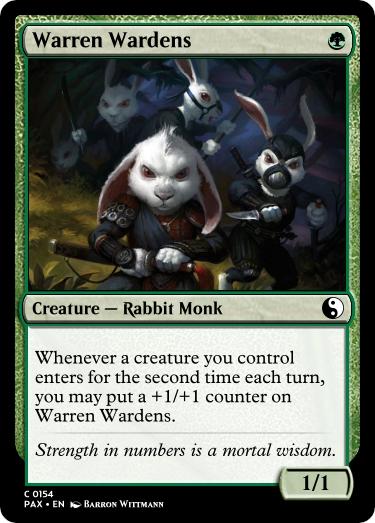 Warren Wardens
Creature — Rabbit Monk
Whenever a creature you control
enters for the second time each turn,
you may put a +1/+1 counter on
Warren Wardens.
Strength in numbers is a mortal wisdom.
1/1
C 0154
PAX • EN Barron Wittmann